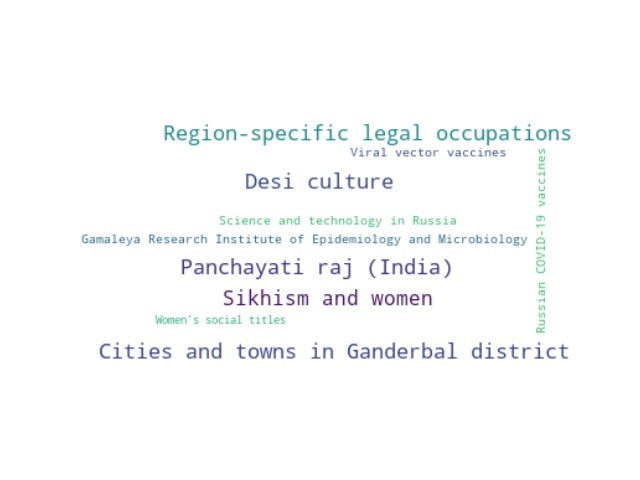 Region-specific legal occupations
Viral vector vaccines
Desi culture
Science and technology in Russia
Gamaleya Research Institute of Epidemiology and Microbiology
Panchayati raj (India)
Sikhism and women
Women's social titles
Cities and towns in Ganderbal district
Russian COVID-19 vaccines